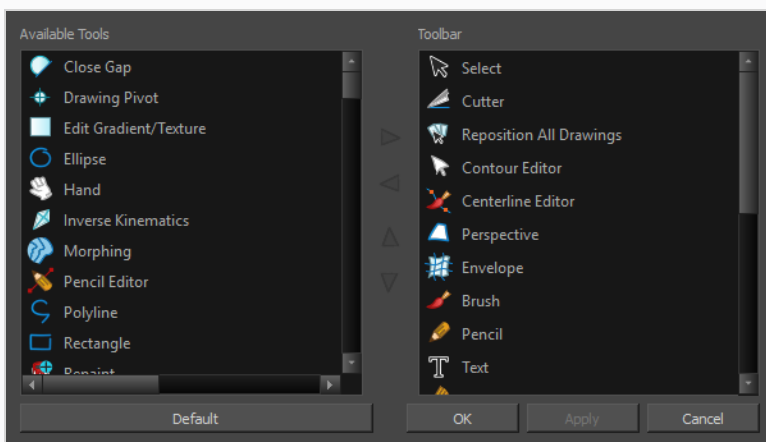 Available Tools
Close Gap
Drawing Pivot
Edit Gradient/Texture
Ellipse
Hand
Inverse Kinematics
Morphing
Pencil Editor
Polyline
Rectangle
Repaint
Default
Toolbar
Select
Cutter
Reposition All Drawings
Contour Editor
Centerline Editor
Perspective
Envelope
Brush
Pencil
Text
OK
Apply
Cancel